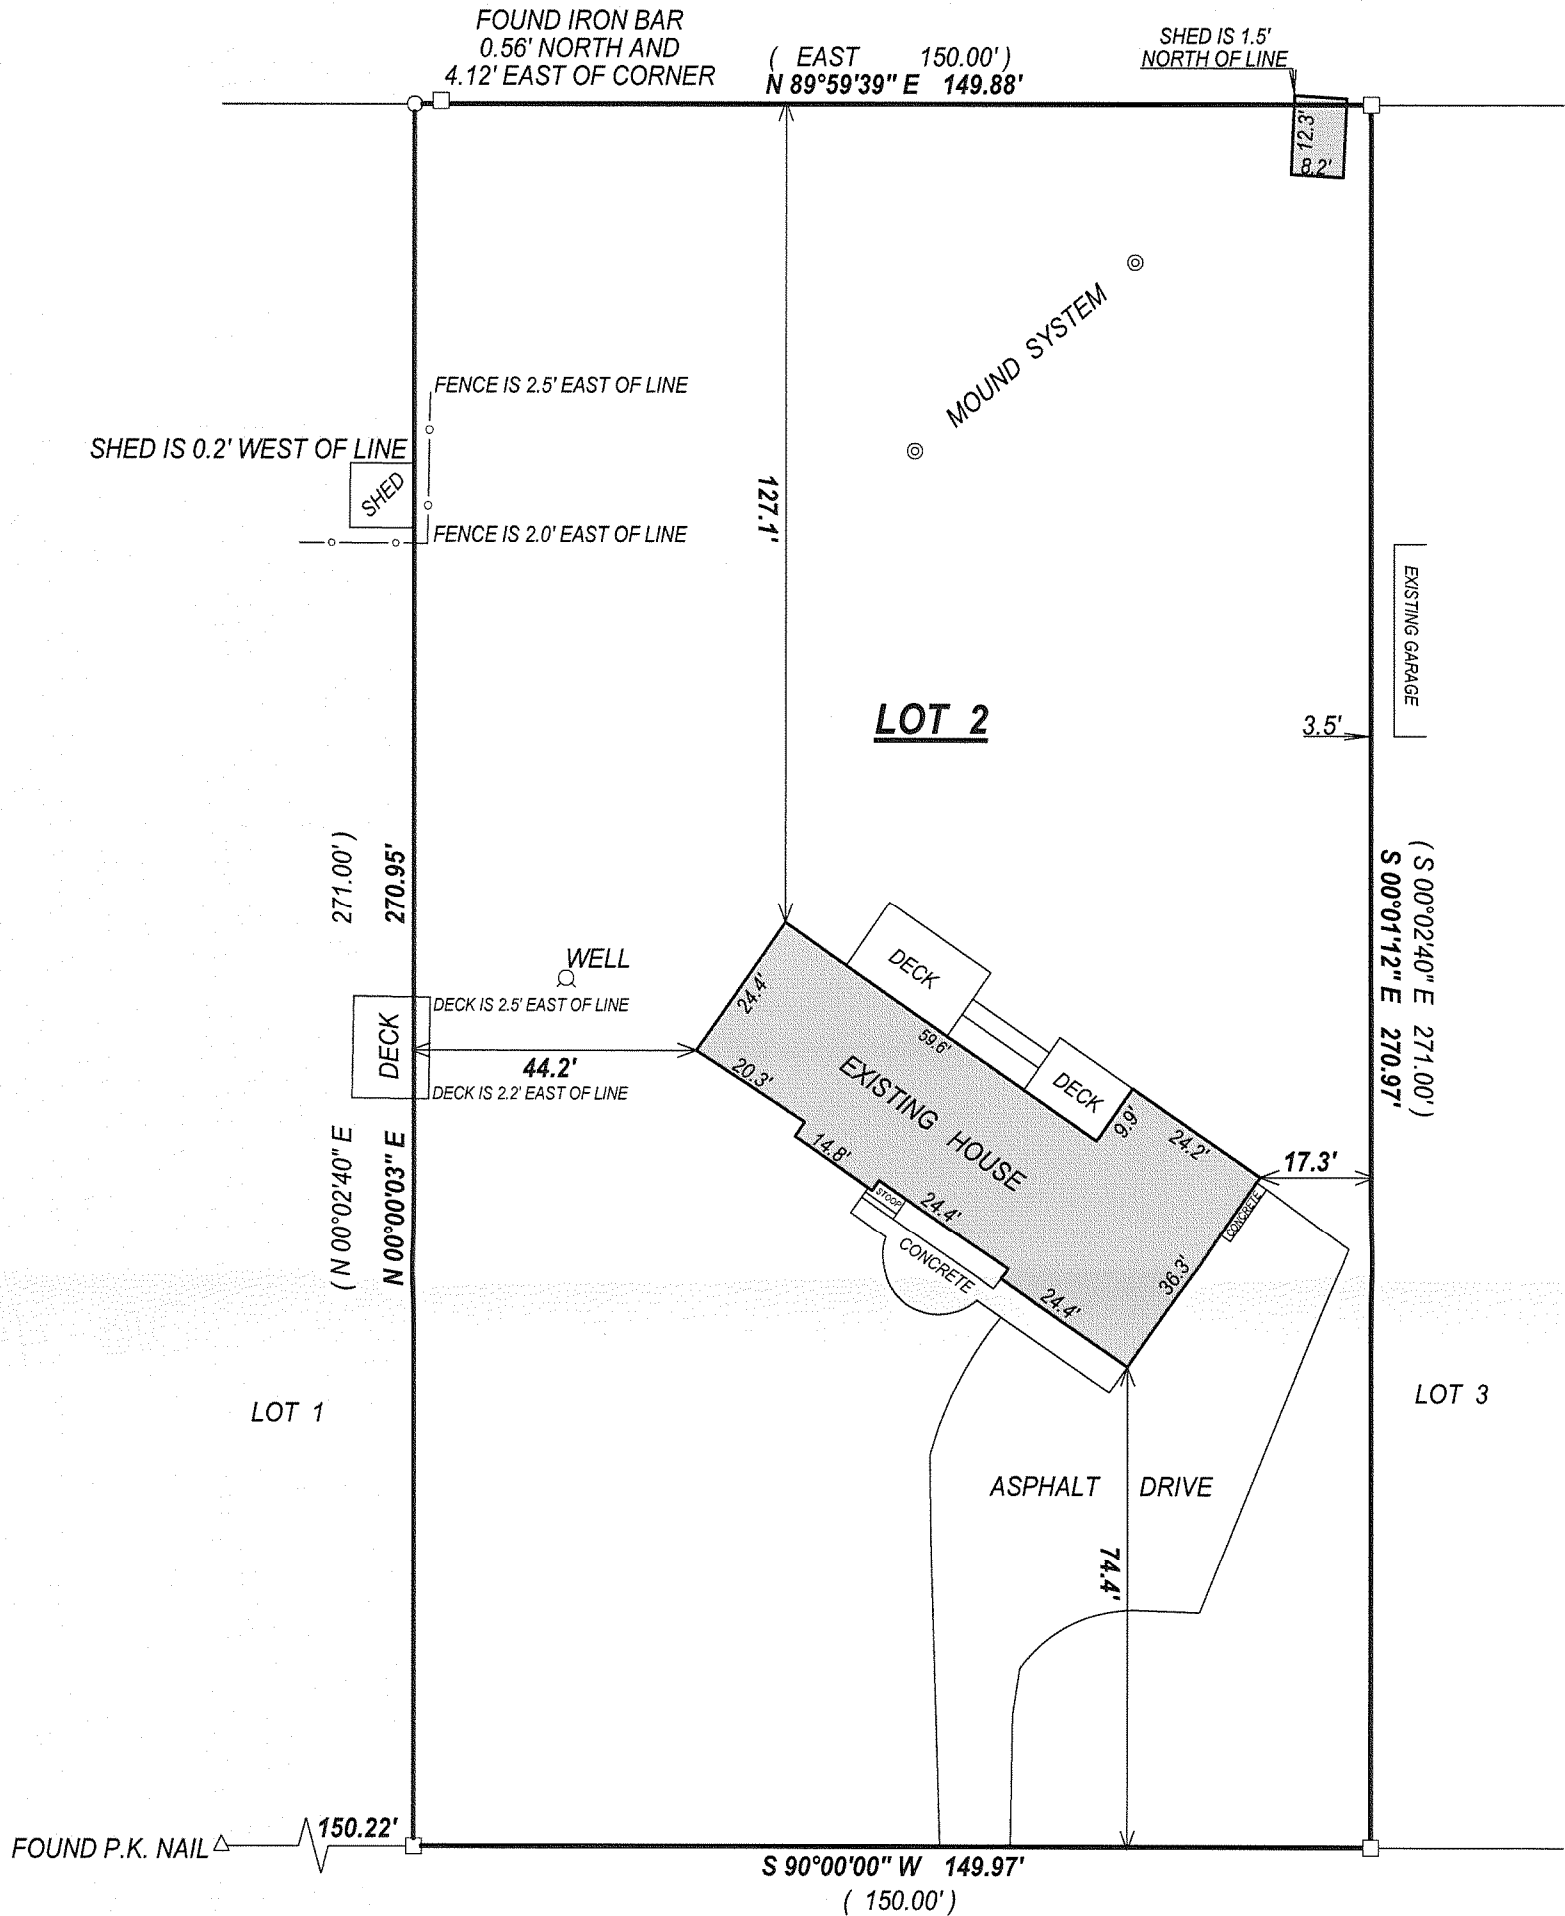 FOUND IRON BAR
0.56' NORTH AND
4.12' EAST OF CORNER
( EAST 150.00' )
N 89°59'39" E 149.88'
SHED IS 1.5'
NORTH OF LINE
12.3'
8.2'
MOUND SYSTEM
FENCE IS 2.5' EAST OF LINE
SHED IS 0.2' WEST OF LINE
SHED
FENCE IS 2.0' EAST OF LINE
127.1'
EXISTING GARAGE
LOT 2
3.5'
( N 00°02'40" E 271.00' )
N 00°00'03" E 270.95'
( S 00°02'40" E 271.00' )
S 00°01'12" E 270.97'
WELL
DECK IS 2.5' EAST OF LINE
DECK
44.2'
DECK IS 2.2' EAST OF LINE
24.4'
DECK
59.6'
20.3'
EXISTING HOUSE
DECK
9.9'
24.2'
14.8'
17.3'
STOOP
24.4'
CONCRETE
CONCRETE
36.3'
24.4'
LOT 1
LOT 3
ASPHALT DRIVE
74.4'
150.22'
FOUND P.K. NAIL
S 90°00'00" W 149.97'
( 150.00' )